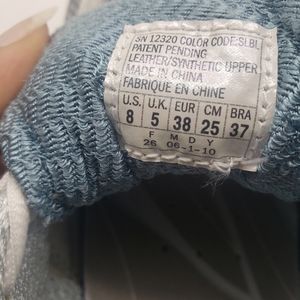 SN 12320 COLOR CODE:SLBL
PATENT PENDING
LEATHER/SYNTHETIC UPPER
MADE IN CHINA
FABRIQUE EN CHINE
U.S. U.K. EUR CM BRA
8 5 38 25 37
F M D Y
26 06-1-10